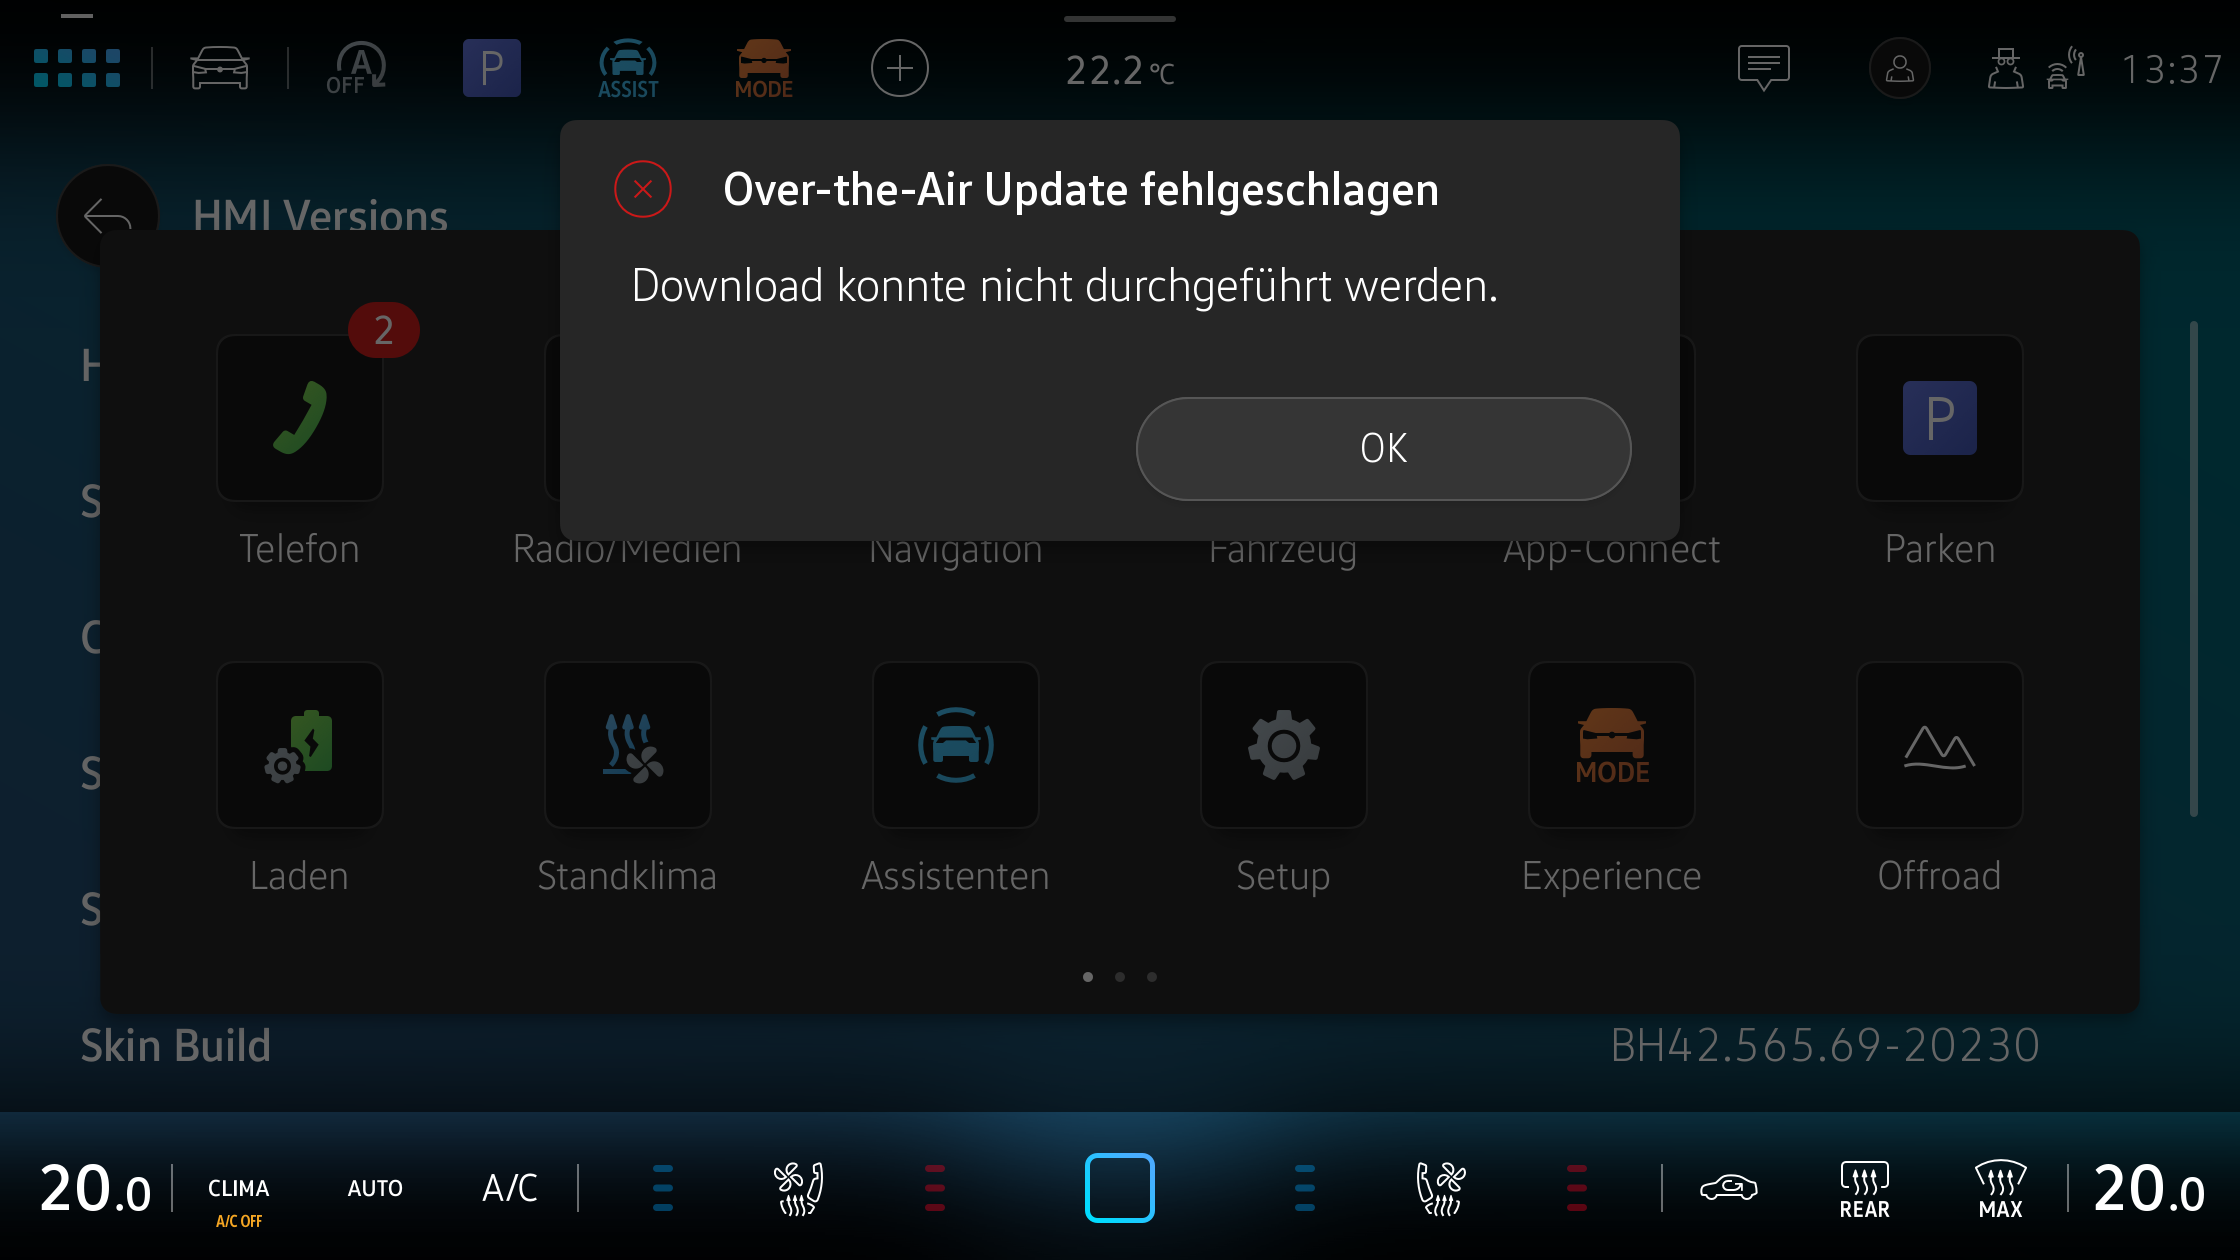 A
OFF
P
ASSIST
MODE
22.2 °C
13:37
HMI Versions
Over-the-Air Update fehlgeschlagen
Download konnte nicht durchgeführt werden.
OK
2
P
Telefon
Radio/Medien
Navigation
Fahrzeug
App-Connect
Parken
MODE
Laden
Standklima
Assistenten
Setup
Experience
Offroad
Skin Build
BH42.565.69-20230
20.0
CLIMA
A/C OFF
AUTO
A/C
REAR
MAX
20.0